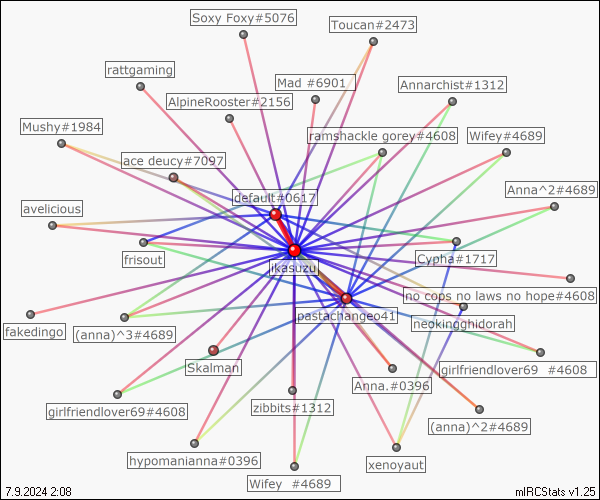 Soxy Foxy#5076
Toucan#2473
rattgaming
Mad #6901
Annarchist#1312
AlpineRooster#2156
Mushy#1984
ramshackle gorey#4608
Wifey#4689
ace deucy#7097
default#0617
Anna^2#4689
avelicious
frisout
ikasuzu
Cypha#1717
no cops no laws no hope#4608
fakedingo
(anna)^3#4689
pastachangeo41
neokingghidorah
Skalman
Anna.#0396
girlfriendlover69 #4608
girlfriendlover69#4608
zibbits#1312
(anna)^2#4689
hypomanianna#0396
xenoyaut
Wifey #4689
7.9.2024 2:08
mIRCStats v1.25